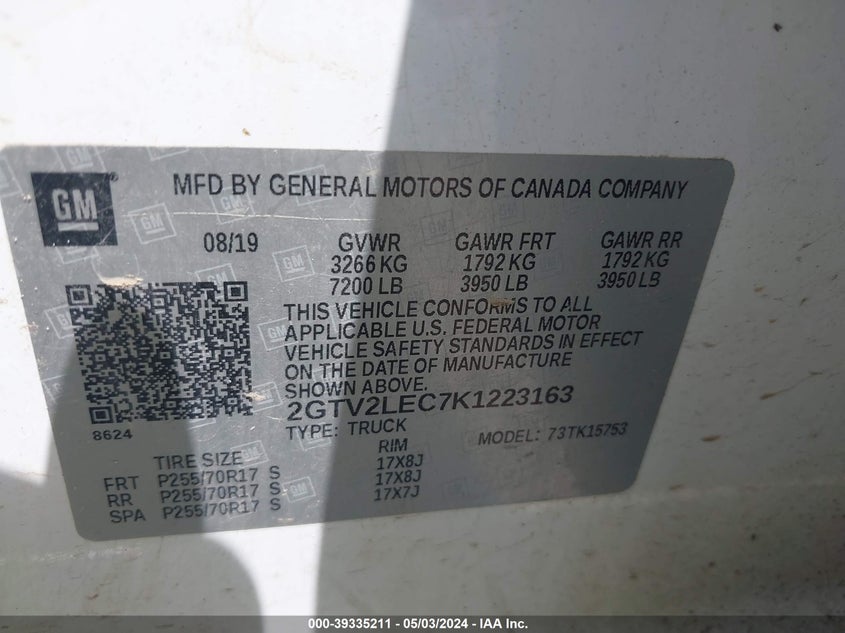 GM
MFD BY GENERAL MOTORS OF CANADA COMPANY
08/19 GVWR GAWR FRT GAWR RR
3266 KG 1792 KG 1792 KG
7200 LB 3950 LB 3950 LB
THIS VEHICLE CONFORMS TO ALL
APPLICABLE U.S. FEDERAL MOTOR
VEHICLE SAFETY STANDARDS IN EFFECT
ON THE DATE OF MANUFACTURE
SHOWN ABOVE.
2GTV2LEC7K1223163
8624
TYPE: TRUCK MODEL: 73TK15753
TIRE SIZE RIM
FRT P255/70R17 S 17X8J
RR P255/70R17 S 17X8J
SPA P255/70R17 S 17X7J
000-39335211 - 05/03/2024 - IAA Inc.